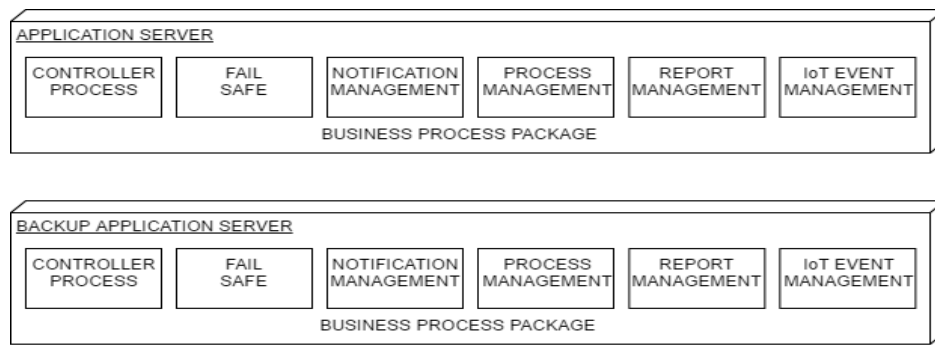 APPLICATION SERVER
CONTROLLER FAIL NOTIFICATION PROCESS REPORT IoT EVENT
PROCESS SAFE MANAGEMENT MANAGEMENT MANAGEMENT MANAGEMENT
BUSINESS PROCESS PACKAGE
BACKUP APPLICATION SERVER
CONTROLLER FAIL NOTIFICATION PROCESS REPORT IoT EVENT
PROCESS SAFE MANAGEMENT MANAGEMENT MANAGEMENT MANAGEMENT
BUSINESS PROCESS PACKAGE